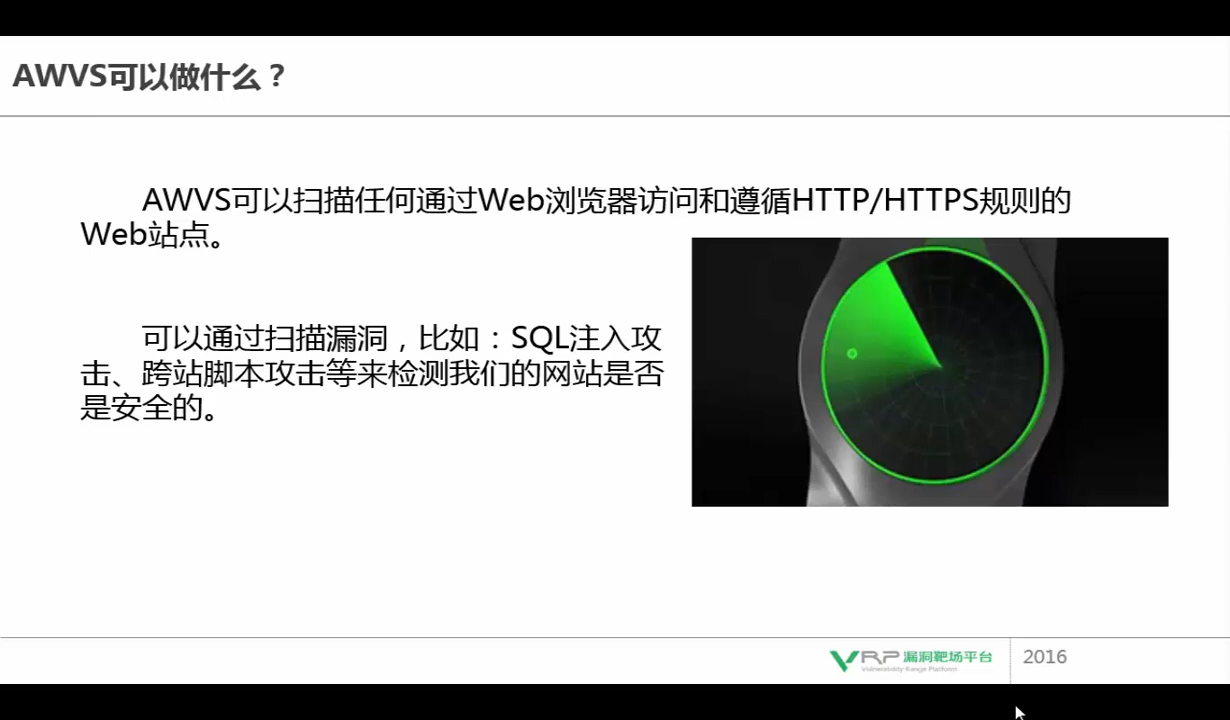 AWVS可以做什么？
AWVS可以扫描任何通过Web浏览器访问和遵循HTTP/HTTPS规则的
Web站点。
可以通过扫描漏洞，比如：SQL注入攻
击、跨站脚本攻击等来检测我们的网站是否
是安全的。
VRP 漏洞靶场平台
Vulnerability Range Platform
2016